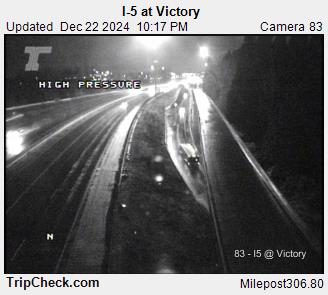 I-5 at Victory
Updated  Dec 22 2024  10:17 PM
Camera 83
T
HIGH PRESSURE
N
83 - I5 @ Victory
TripCheck.com
Milepost306.80